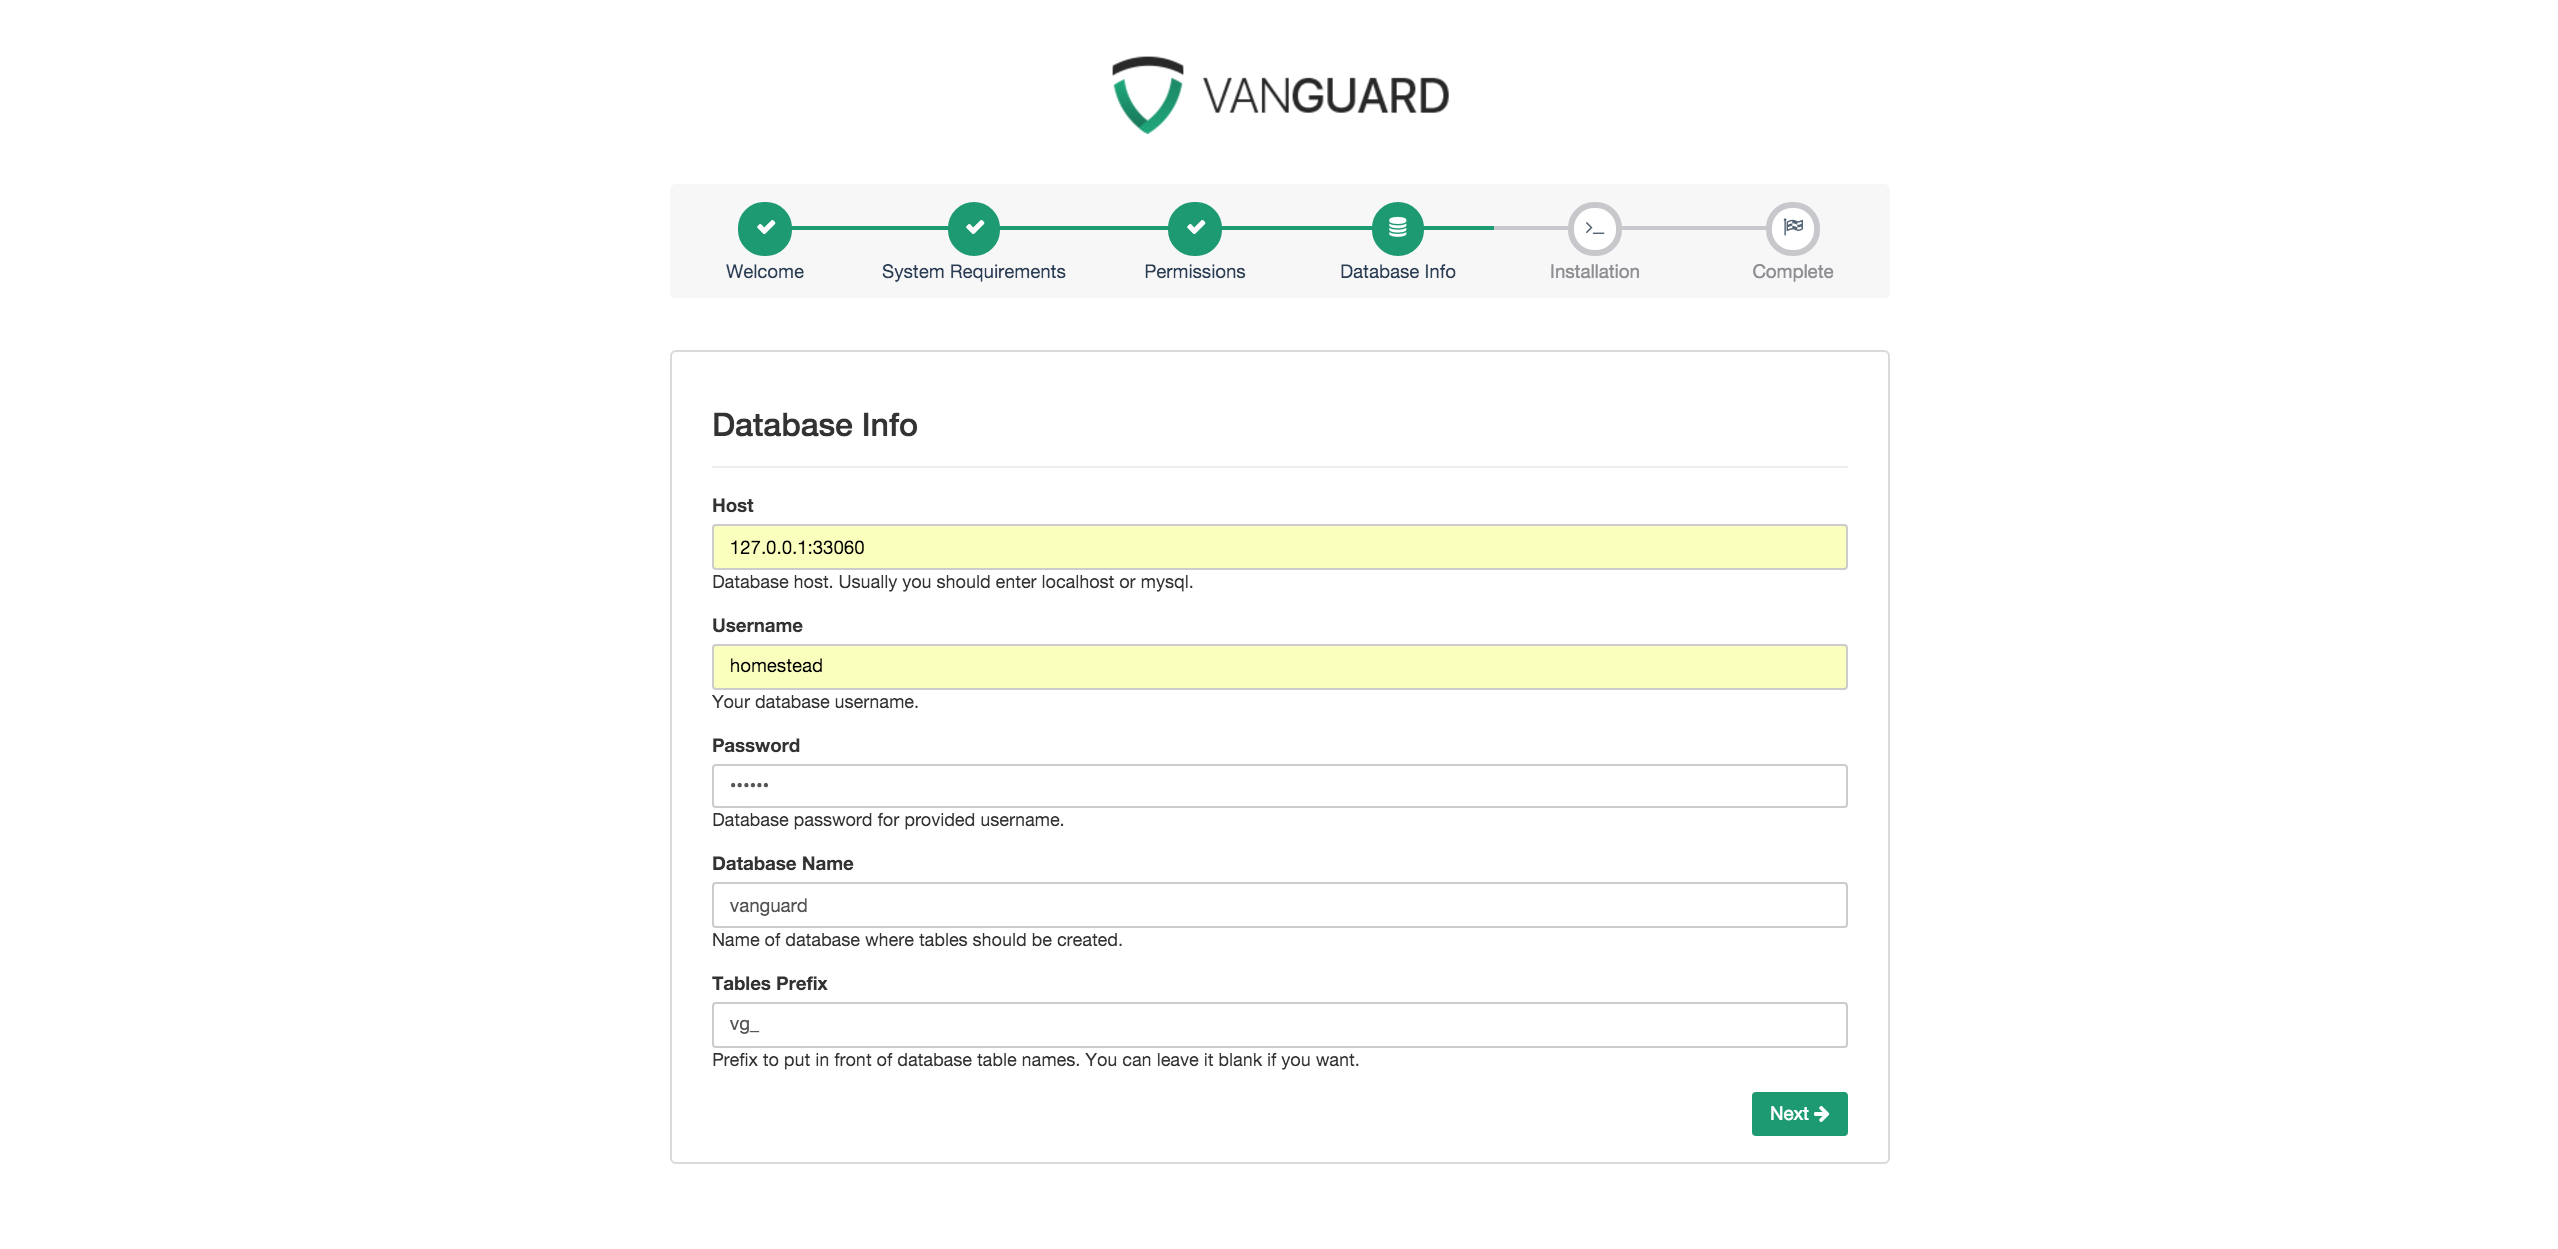 VANGUARD
Welcome System Requirements Permissions Database Info Installation Complete
Database Info
Host
127.0.0.1:33060
Database host. Usually you should enter localhost or mysql.
Username
homestead
Your database username.
Password
••••••
Database password for provided username.
Database Name
vanguard
Name of database where tables should be created.
Tables Prefix
vg_
Prefix to put in front of database table names. You can leave it blank if you want.
Next